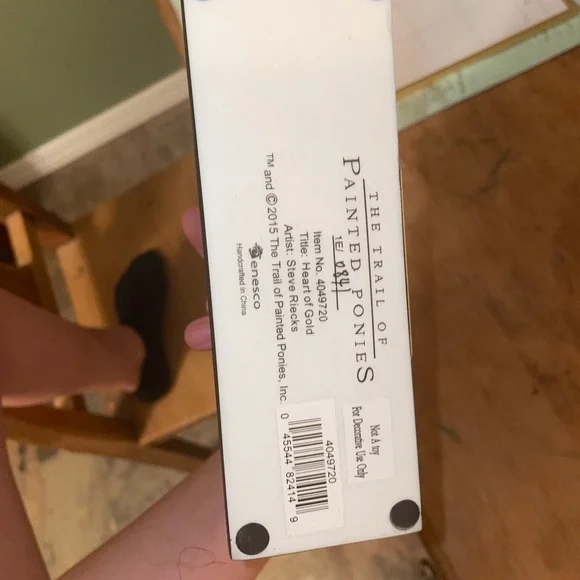 THE TRAIL OF
PAINTED PONIES
1E/0841
Item No. 4049720
Title: Heart of Gold
Artist: Steve Riecks
TM and ©2015 The Trail of Painted Ponies, Inc.
enesco
Handcrafted in China
Not A toy
For Decorative Use Only
4049720
0 45544 82414 9